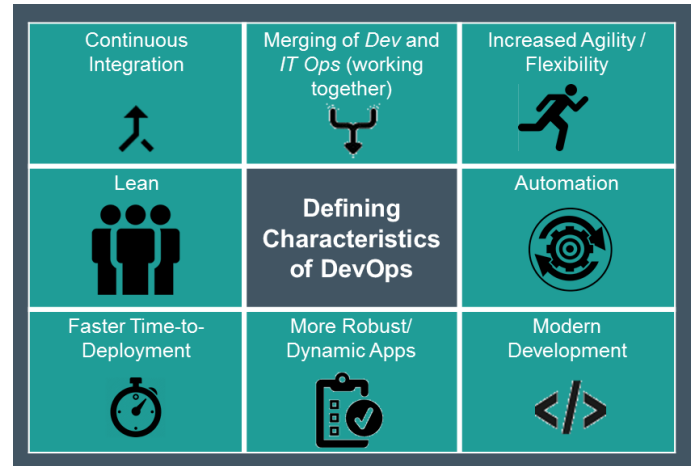 Continuous
Integration
Merging of Dev and
IT Ops (working
together)
Increased Agility /
Flexibility
Lean
Defining
Characteristics
of DevOps
Automation
Faster Time-to-
Deployment
More Robust/
Dynamic Apps
Modern
Development